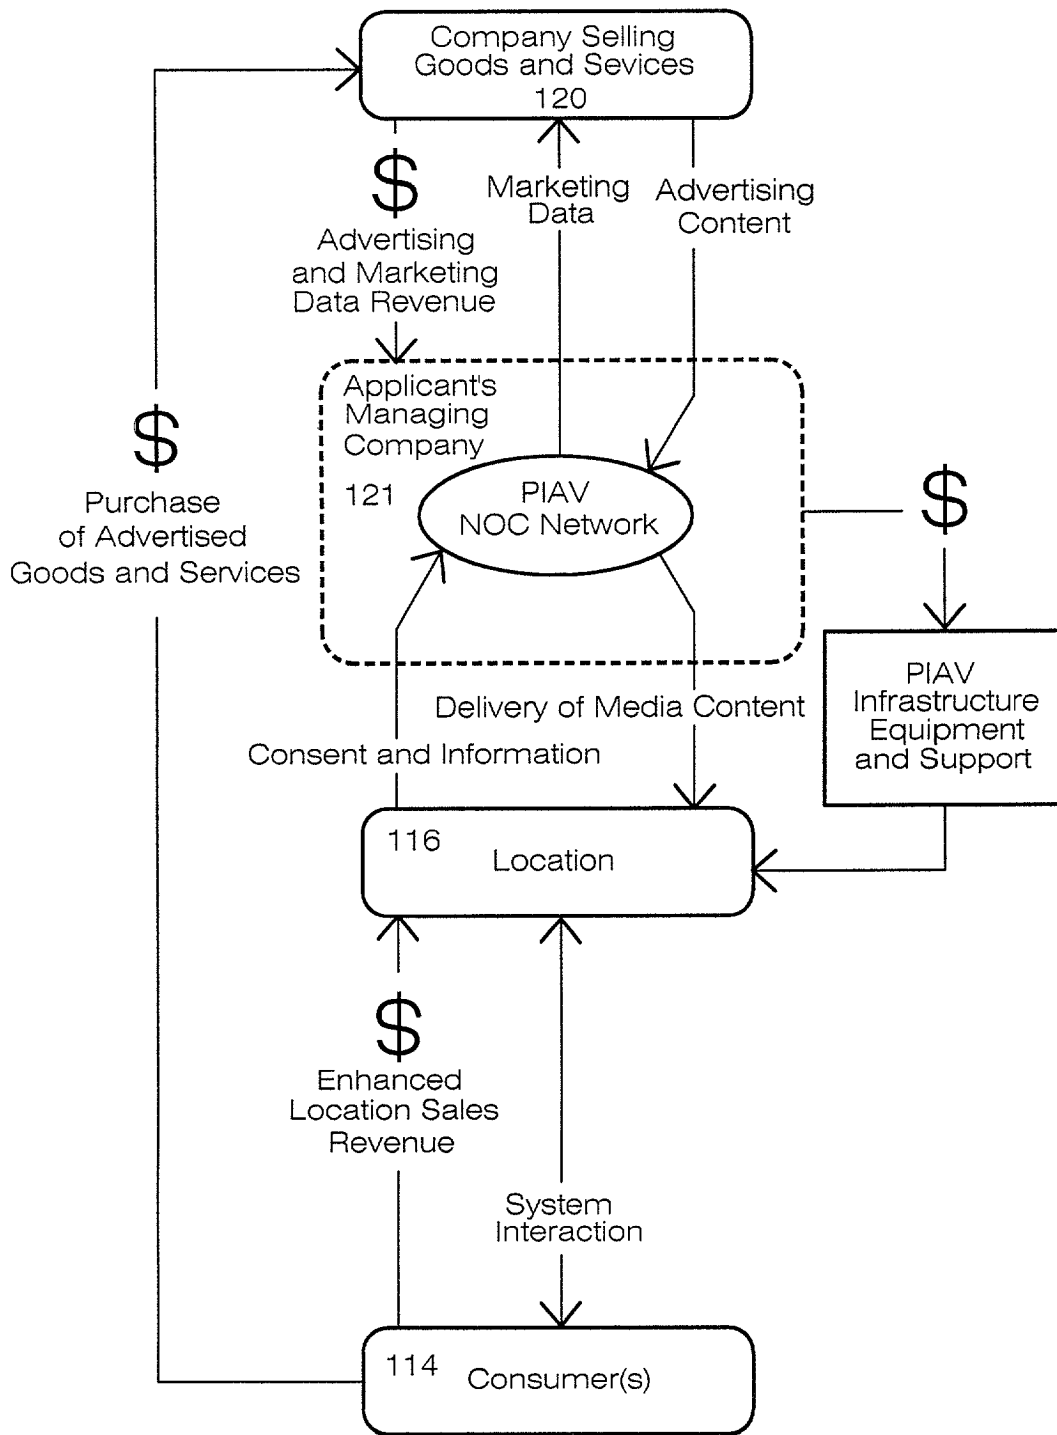 Company Selling
Goods and Sevices
120
$
Advertising
and Marketing
Data Revenue
Marketing
Data
Advertising
Content
Applicant's
Managing
Company
121
PIAV
NOC Network
$
Purchase
of Advertised
Goods and Services
$
PIAV
Infrastructure
Equipment
and Support
Delivery of Media Content
Consent and Information
116
Location
$
Enhanced
Location Sales
Revenue
System
Interaction
114
Consumer(s)